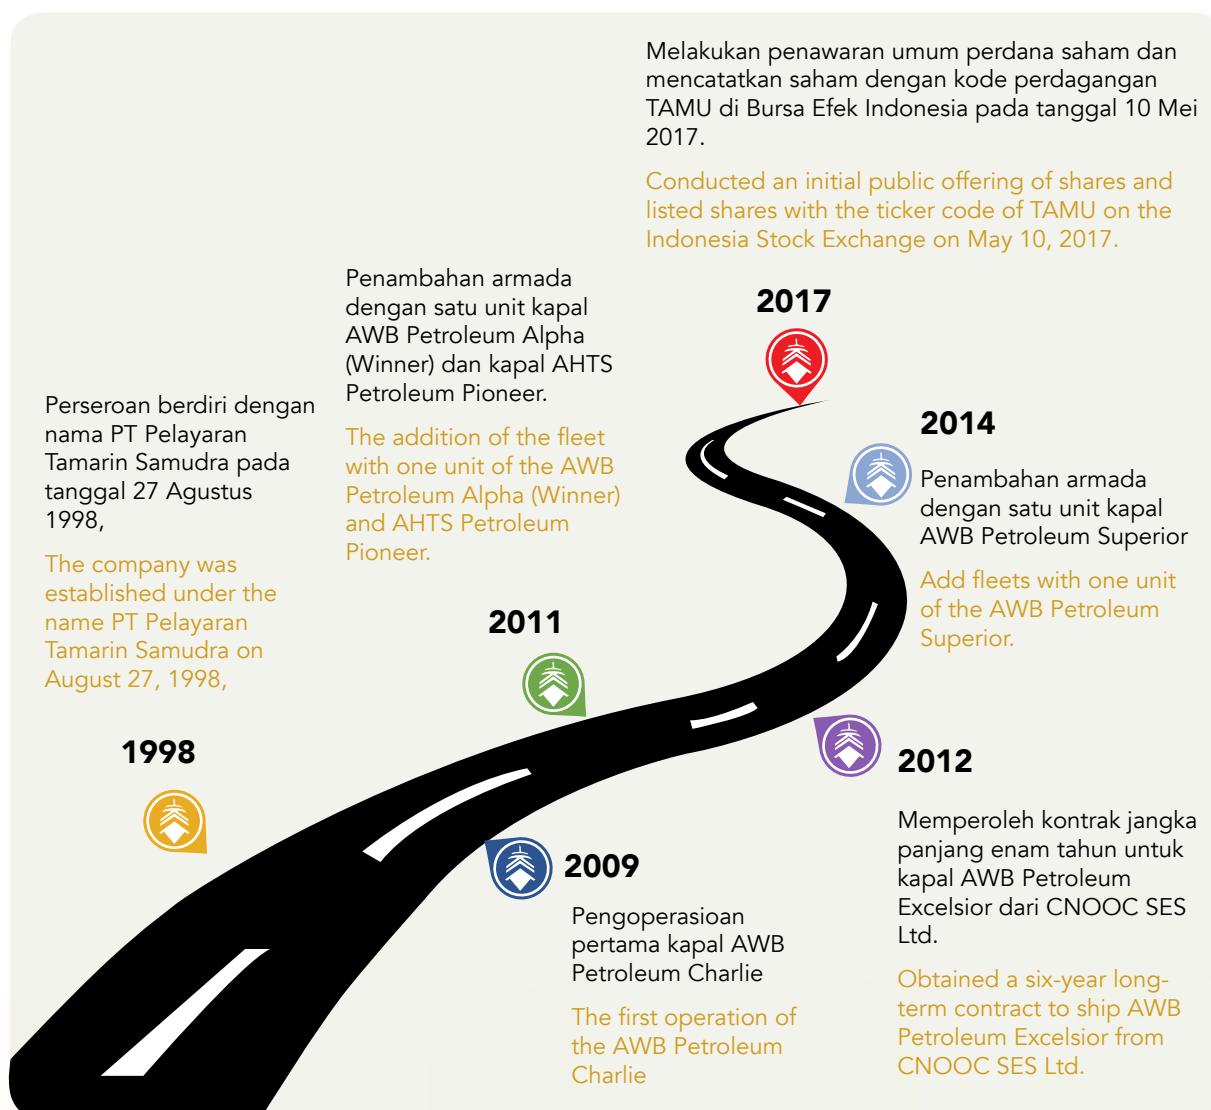 Melakukan penawaran umum perdana saham dan
mencatatkan saham dengan kode perdagangan
TAMU di Bursa Efek Indonesia pada tanggal 10 Mei
2017.
Conducted an initial public offering of shares and
listed shares with the ticker code of TAMU on the
Indonesia Stock Exchange on May 10, 2017.
2017
Penambahan armada
dengan satu unit kapal
AWB Petroleum Alpha
(Winner) dan kapal AHTS
Petroleum Pioneer.
The addition of the fleet
with one unit of the AWB
Petroleum Alpha (Winner)
and AHTS Petroleum
Pioneer.
2011
Perseroan berdiri dengan
nama PT Pelayaran
Tamarin Samudra pada
tanggal 27 Agustus
1998,
The company was
established under the
name PT Pelayaran
Tamarin Samudra on
August 27, 1998,
1998
2014
Penambahan armada
dengan satu unit kapal
AWB Petroleum Superior
Add fleets with one unit
of the AWB Petroleum
Superior.
2012
Memperoleh kontrak jangka
panjang enam tahun untuk
kapal AWB Petroleum
Excelsior dari CNOOC SES
Ltd.
Obtained a six-year long-
term contract to ship AWB
Petroleum Excelsior from
CNOOC SES Ltd.
2009
Pengoperasioan
pertama kapal AWB
Petroleum Charlie
The first operation of
the AWB Petroleum
Charlie